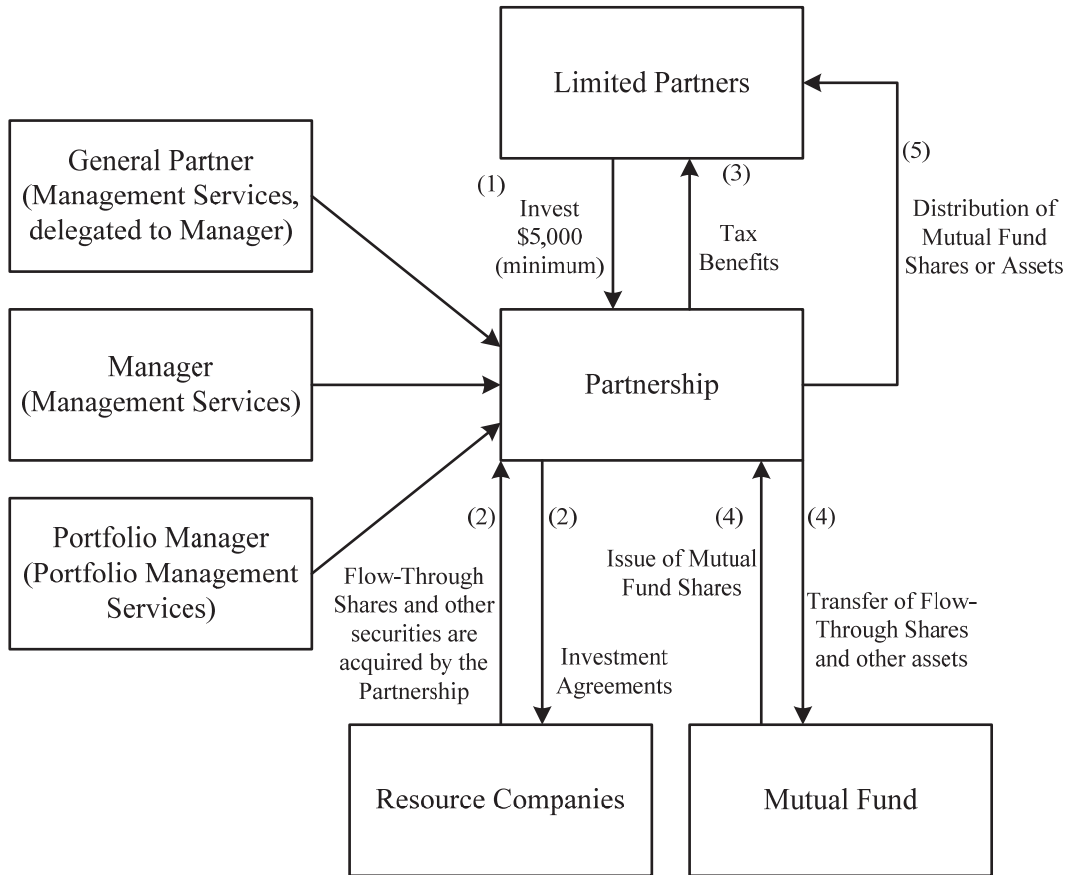 Limited Partners
General Partner
(Management Services,
delegated to Manager)
(1)
Invest
$5,000
(minimum)
(3)
Tax
Benefits
(5)
Distribution of
Mutual Fund
Shares or Assets
Manager
(Management Services)
Partnership
Portfolio Manager
(Portfolio Management
Services)
(2)
Flow-Through
Shares and other
securities are
acquired by the
Partnership
(2)
Investment
Agreements
(4)
Issue of Mutual
Fund Shares
(4)
Transfer of Flow-
Through Shares
and other assets
Resource Companies
Mutual Fund